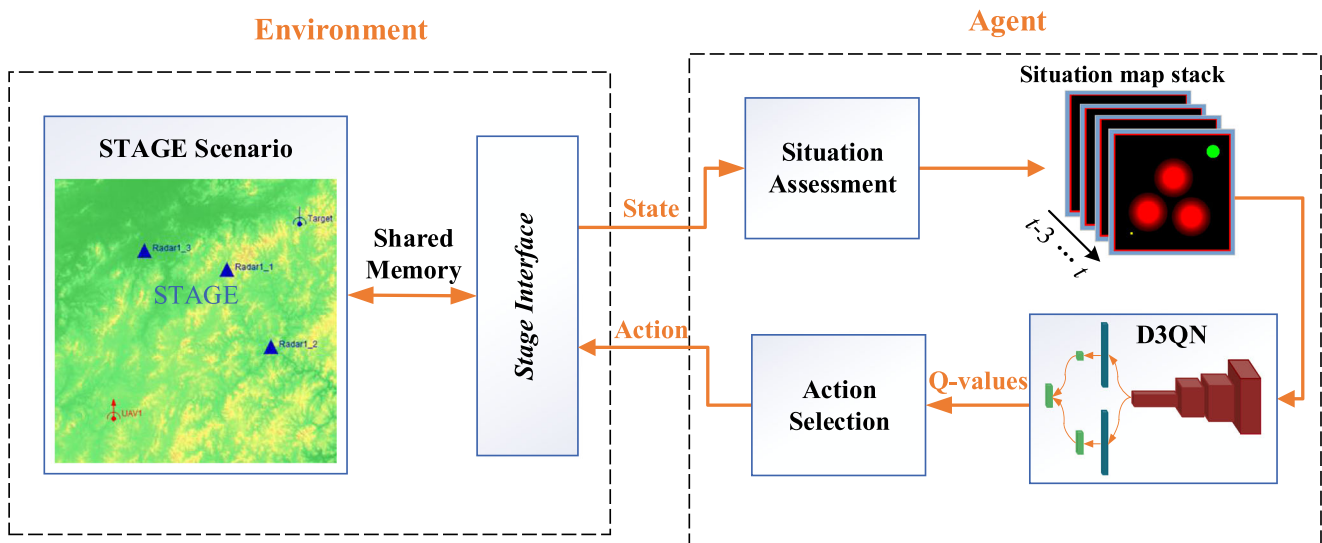 Environment
Agent
STAGE Scenario
Target
Radar1_3
Radar1_1
STAGE
Radar1_2
UAV1
Shared
Memory
Stage Interface
State
Action
Situation
Assessment
Situation map stack
t-3 ••• t
D3QN
Q-values
Action
Selection